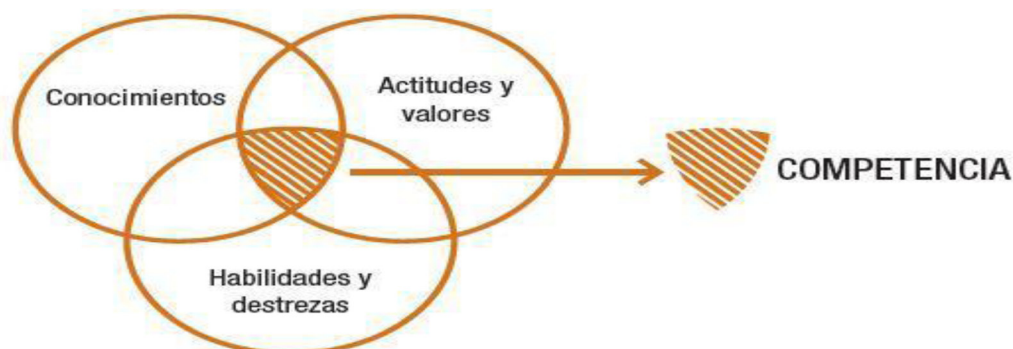 Conocimientos
Actitudes y
valores
COMPETENCIA
Habilidades y
destrezas